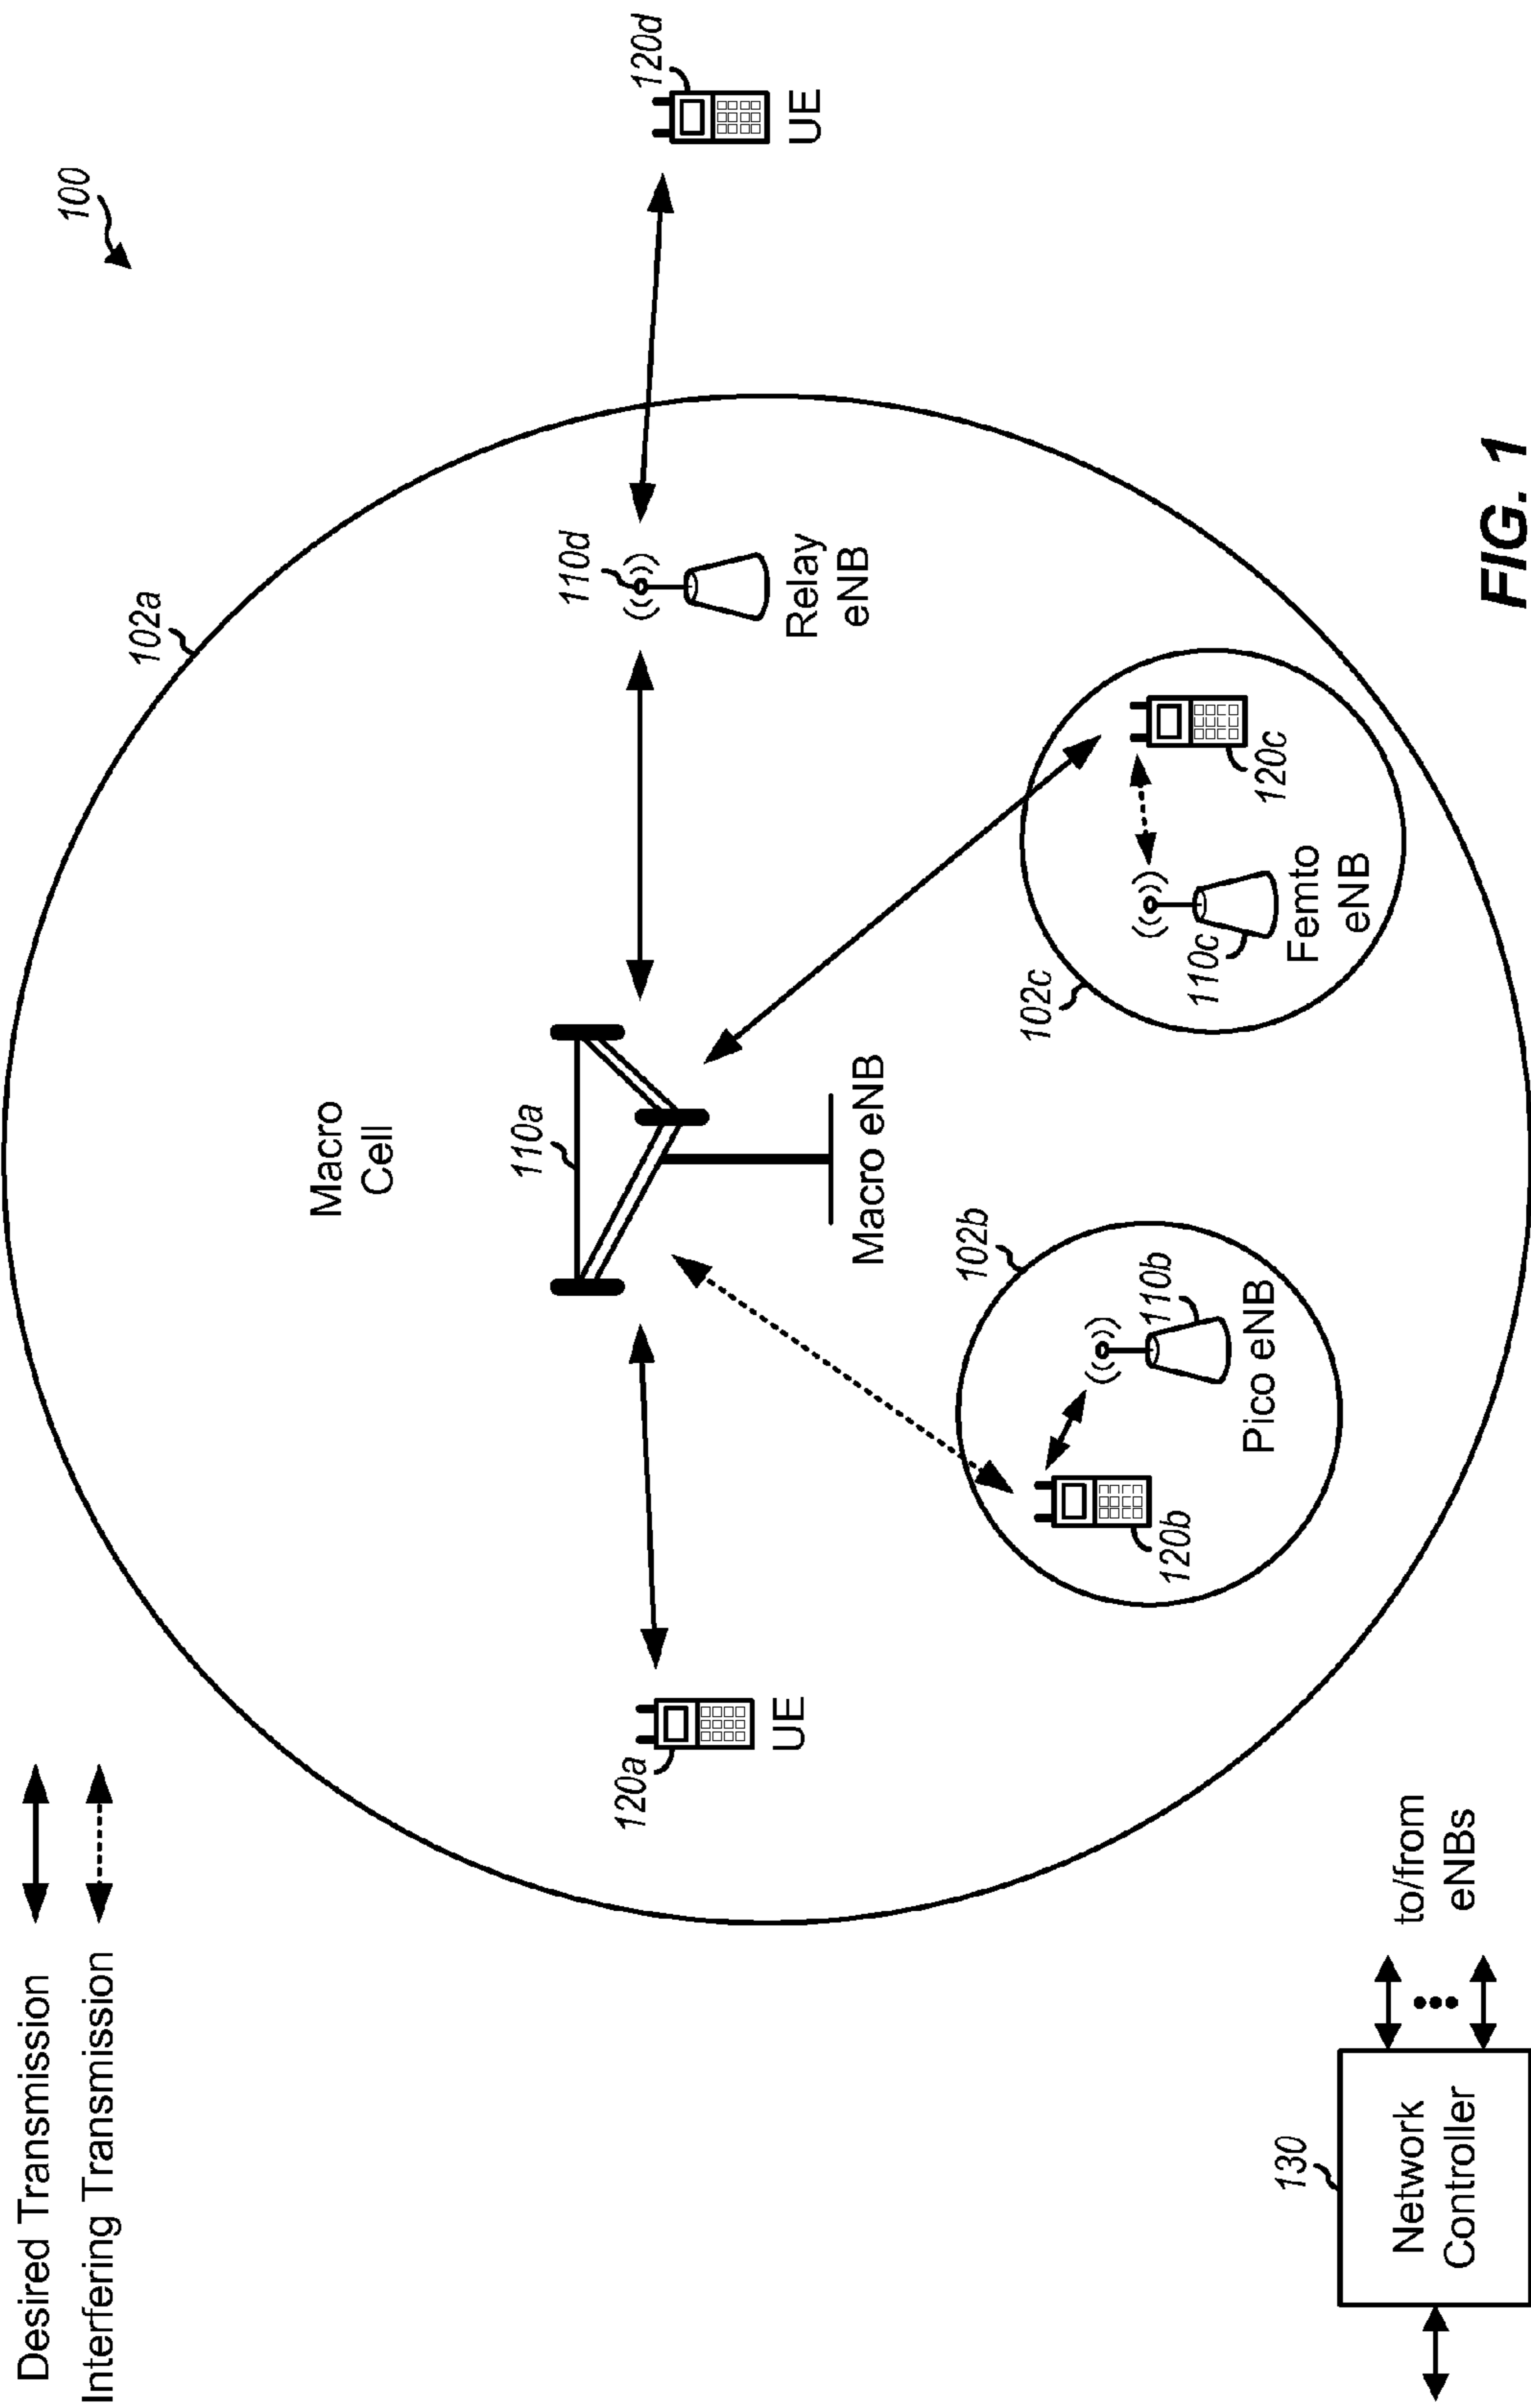 Desired Transmission
Interfering Transmission
100
102a
Macro
Cell
110a
Macro eNB
110d
Relay
eNB
120d
UE
120a
UE
102b
110b
Pico eNB
120b
102c
110c
Femto
eNB
120c
130
Network
Controller
to/from
eNBs
FIG. 1